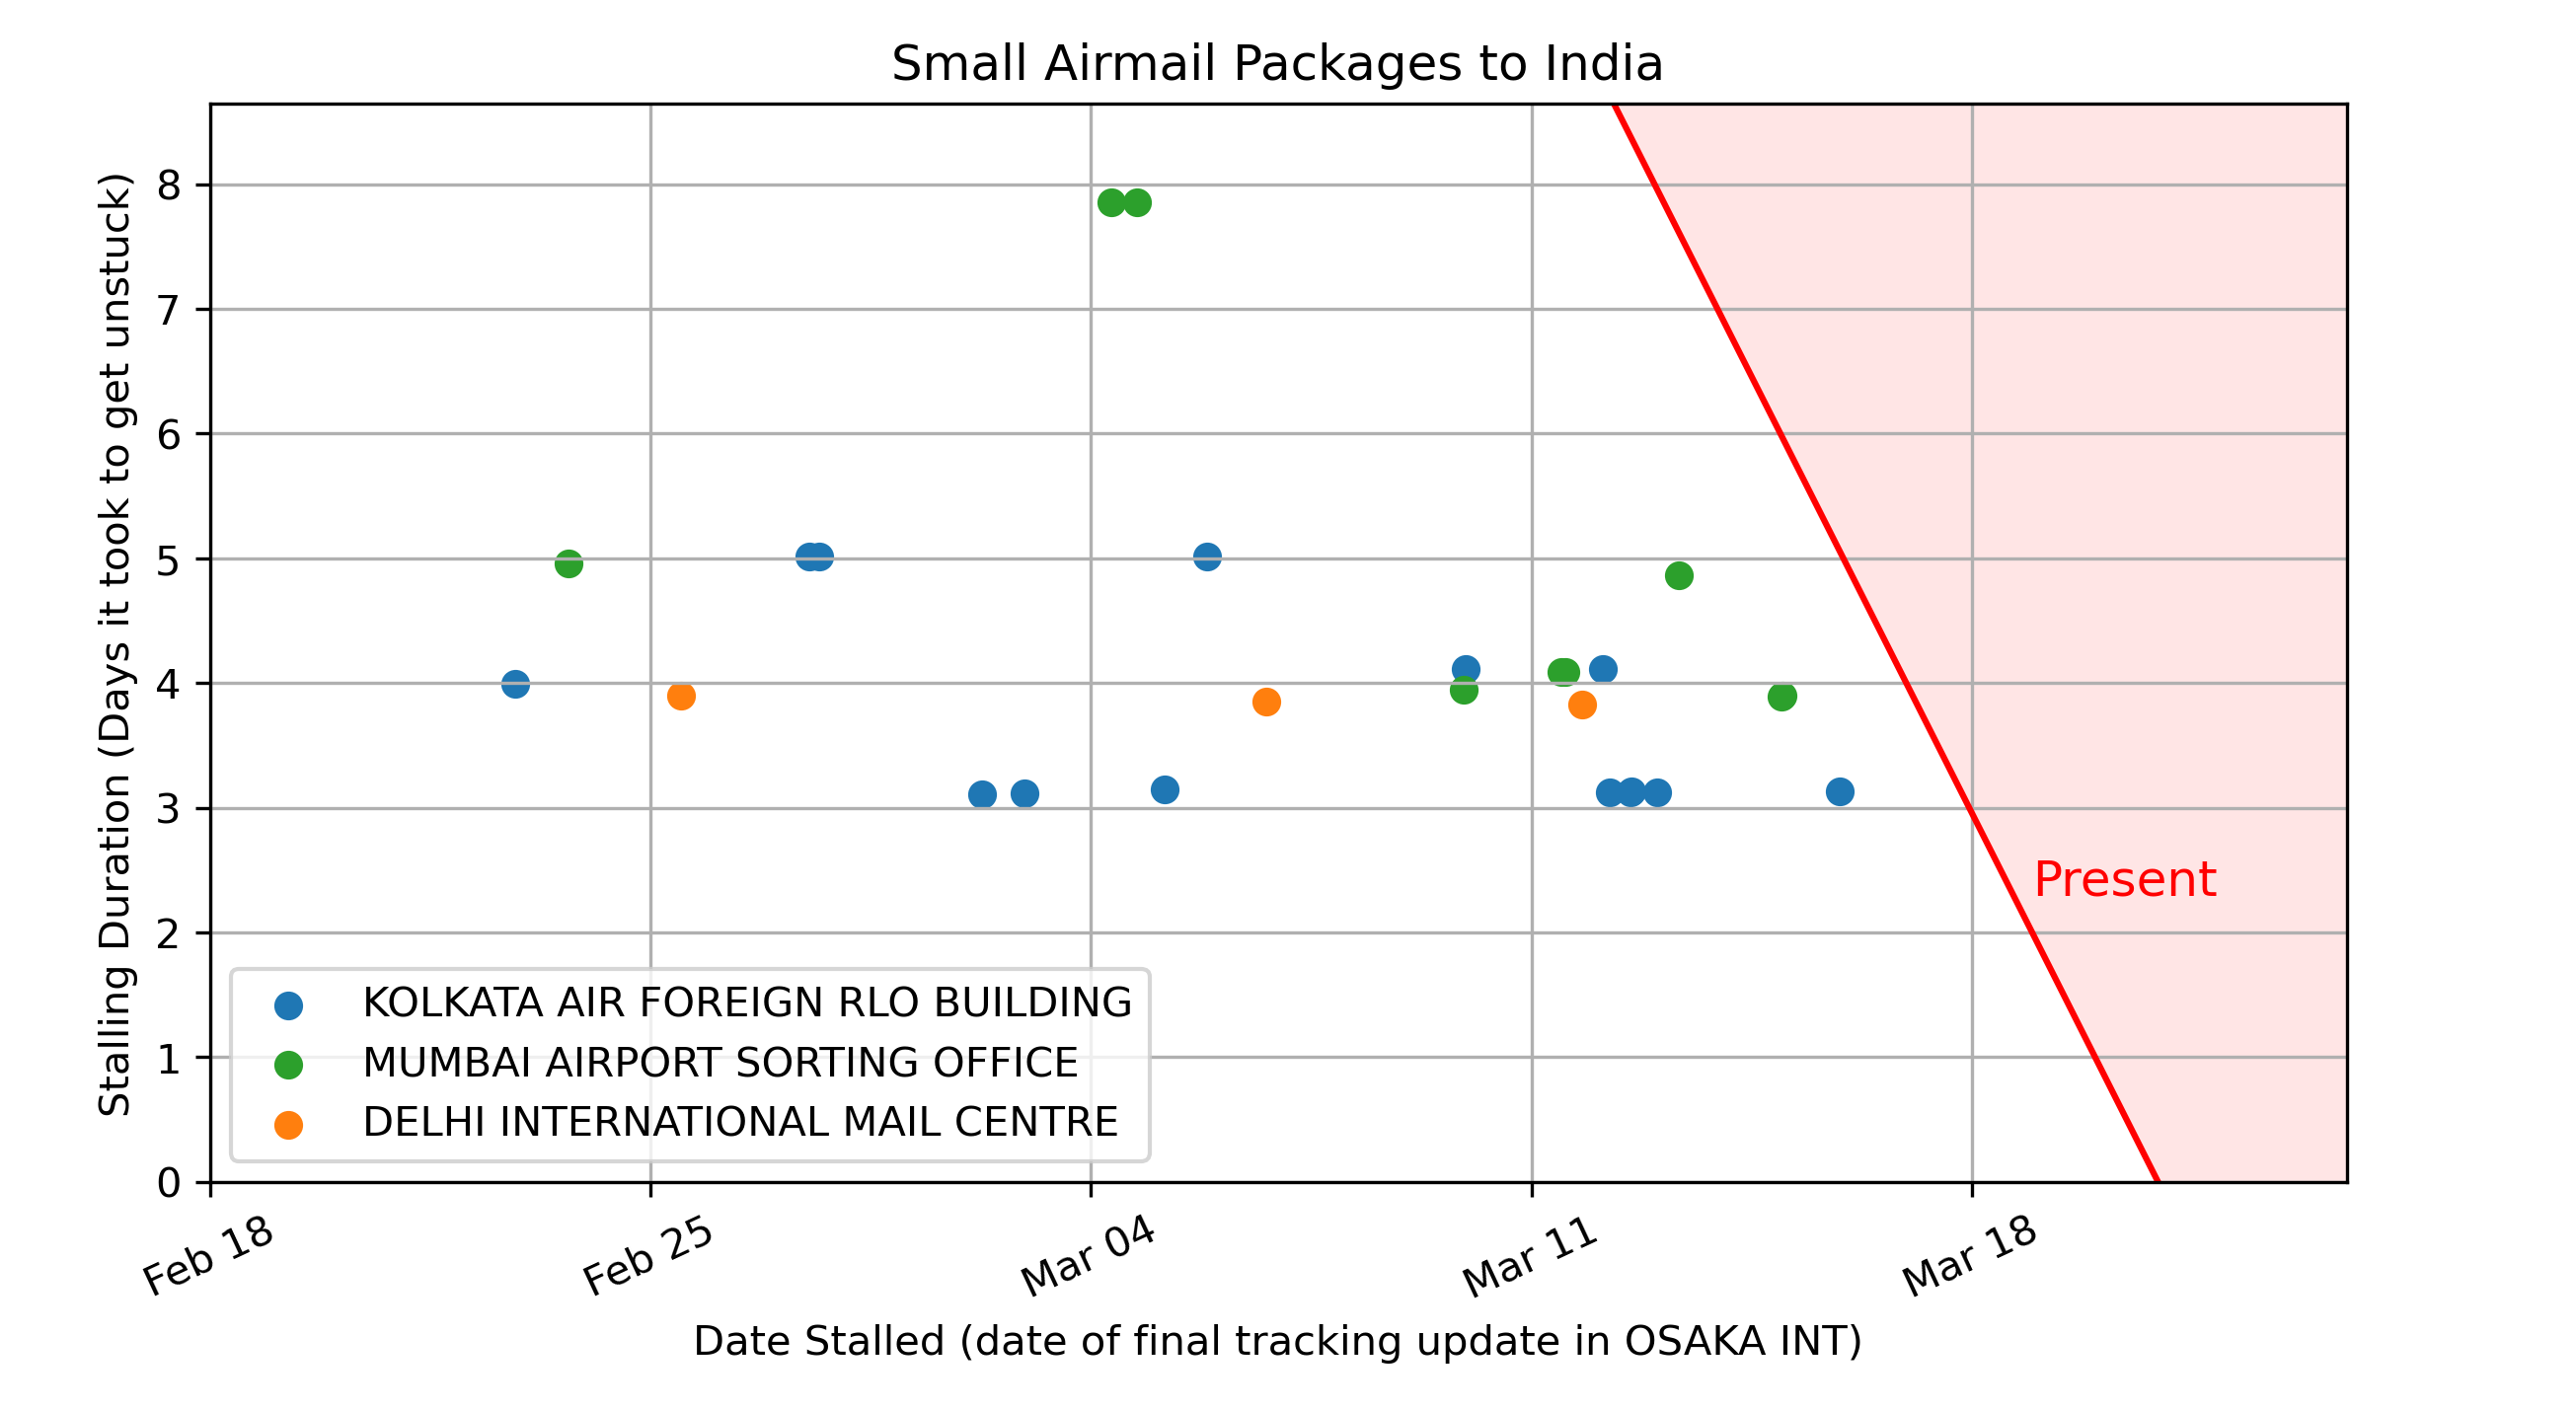 Small Airmail Packages to India
Stalling Duration (Days it took to get unstuck)
8
7
6
5
4
3
2
1
0
Present
KOLKATA AIR FOREIGN RLO BUILDING
MUMBAI AIRPORT SORTING OFFICE
DELHI INTERNATIONAL MAIL CENTRE
Feb 18
Feb 25
Mar 04
Mar 11
Mar 18
Date Stalled (date of final tracking update in OSAKA INT)